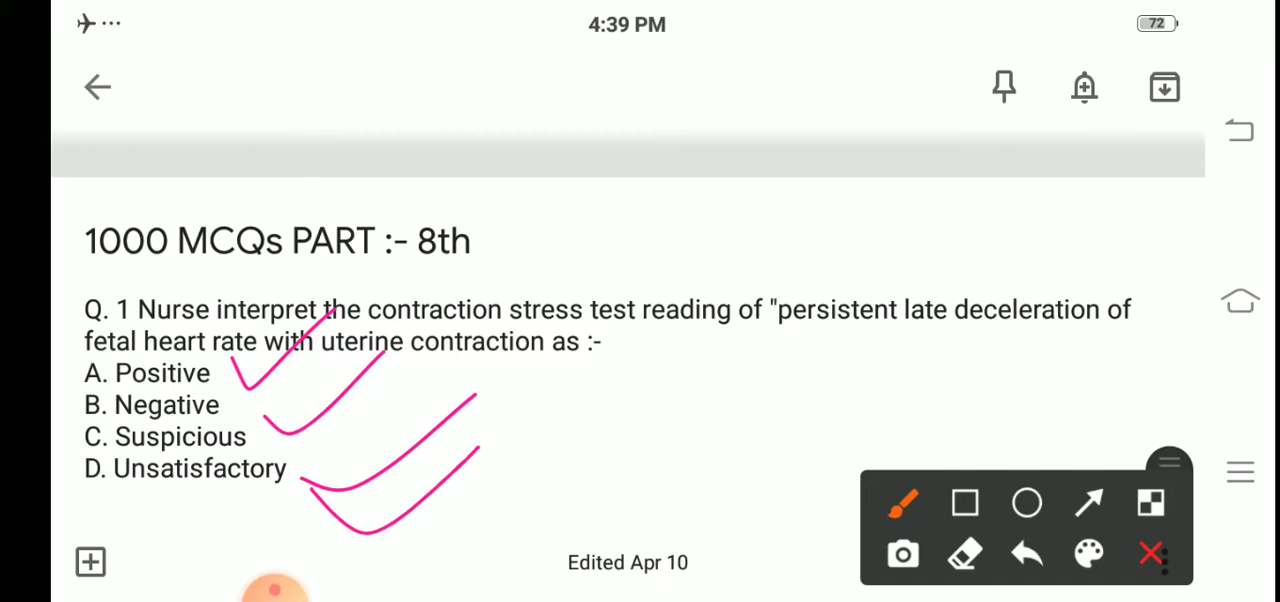 4:39 PM
72
1000 MCQs PART :- 8th
Q. 1 Nurse interpret the contraction stress test reading of "persistent late deceleration of
fetal heart rate with uterine contraction as :-
A. Positive
B. Negative
C. Suspicious
D. Unsatisfactory
Edited Apr 10